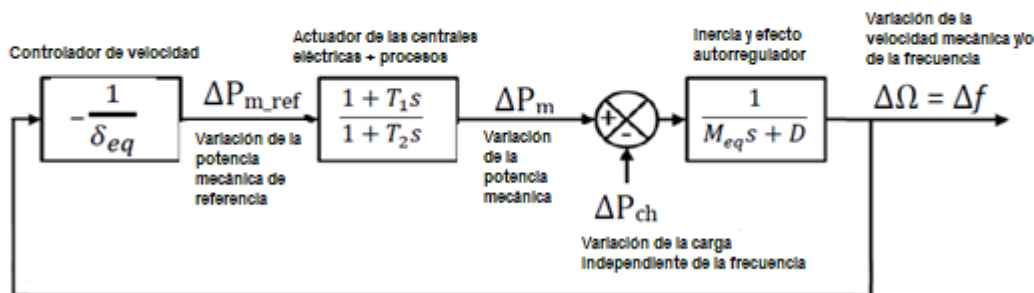 Controlador de velocidad
Actuador de las centrales
eléctricas + procesos
Inercia y efecto
autorregulador
Variación de la
velocidad mecánica y/o
de la frecuencia
-1/δ_eq
ΔP_m_ref
Variación de la
potencia
mecánica de
referencia
1 + T₁s
1 + T₂s
ΔP_m
Variación
de la
potencia
mecánica
+
-
1
M_eq s + D
ΔΩ = Δf
ΔP_ch
Variación de la carga
independiente de la frecuencia